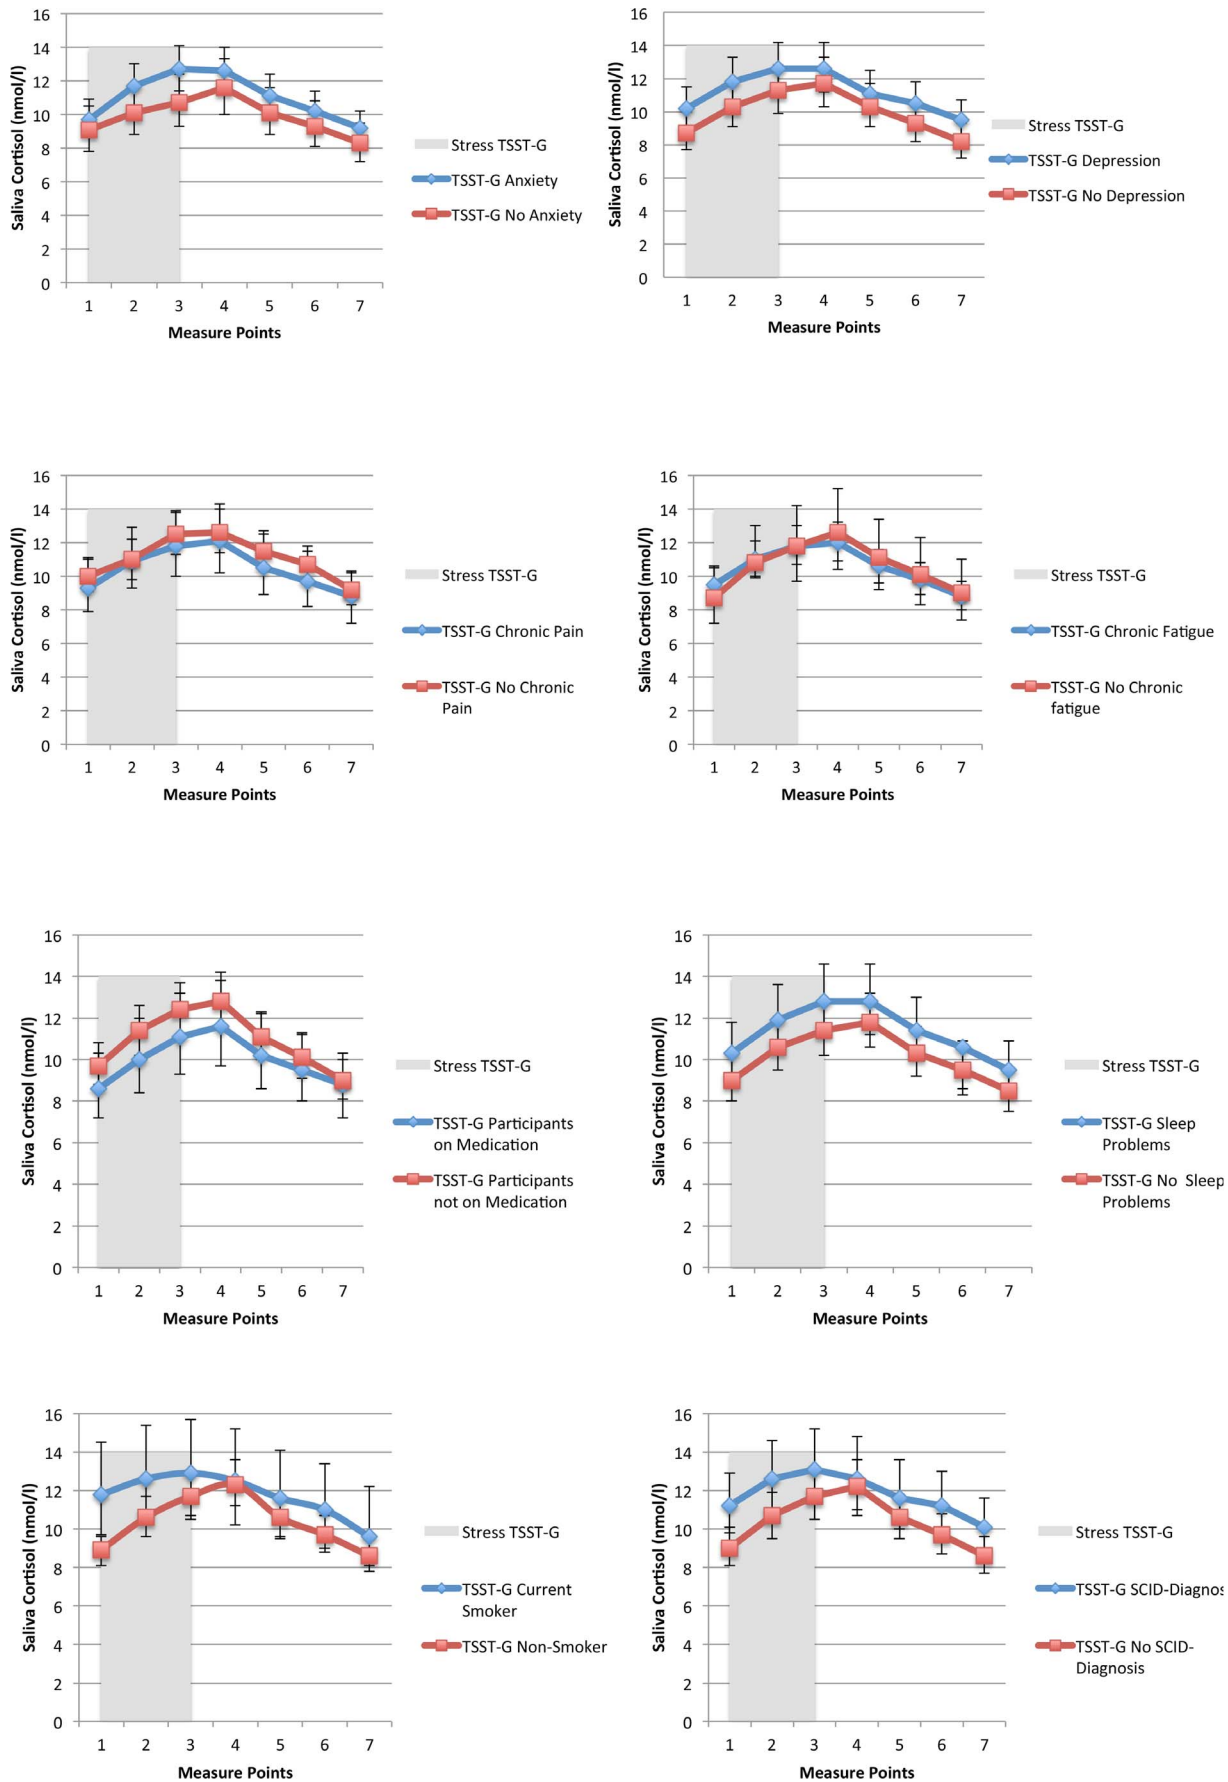 16
14
12
10
8
6
4
2
0
Saliva Cortisol (nmol/l)
1 2 3 4 5 6 7
Measure Points
Stress TSST-G
TSST-G Anxiety
TSST-G No Anxiety
16
14
12
10
8
6
4
2
0
Saliva Cortisol (nmol/l)
1 2 3 4 5 6 7
Measure Points
Stress TSST-G
TSST-G Depression
TSST-G No Depression
16
14
12
10
8
6
4
2
0
Saliva Cortisol (nmol/l)
1 2 3 4 5 6 7
Measure Points
Stress TSST-G
TSST-G Chronic Pain
TSST-G No Chronic
Pain
16
14
12
10
8
6
4
2
0
Saliva Cortisol (nmol/l)
1 2 3 4 5 6 7
Measure Points
Stress TSST-G
TSST-G Chronic Fatigue
TSST-G No Chronic
fatigue
16
14
12
10
8
6
4
2
0
Saliva Cortisol (nmol/l)
1 2 3 4 5 6 7
Measure Points
Stress TSST-G
TSST-G Participants
on Medication
TSST-G Participants
not on Medication
16
14
12
10
8
6
4
2
0
Saliva Cortisol (nmol/l)
1 2 3 4 5 6 7
Measure Points
Stress TSST-G
TSST-G Sleep
Problems
TSST-G No Sleep
Problems
16
14
12
10
8
6
4
2
0
Saliva Cortisol (nmol/l)
1 2 3 4 5 6 7
Measure Points
Stress TSST-G
TSST-G Current
Smoker
TSST-G Non-Smoker
16
14
12
10
8
6
4
2
0
Saliva Cortisol (nmol/l)
1 2 3 4 5 6 7
Measure Points
Stress TSST-G
TSST-G SCID-Diagnos
TSST-G No SCID-
Diagnosis